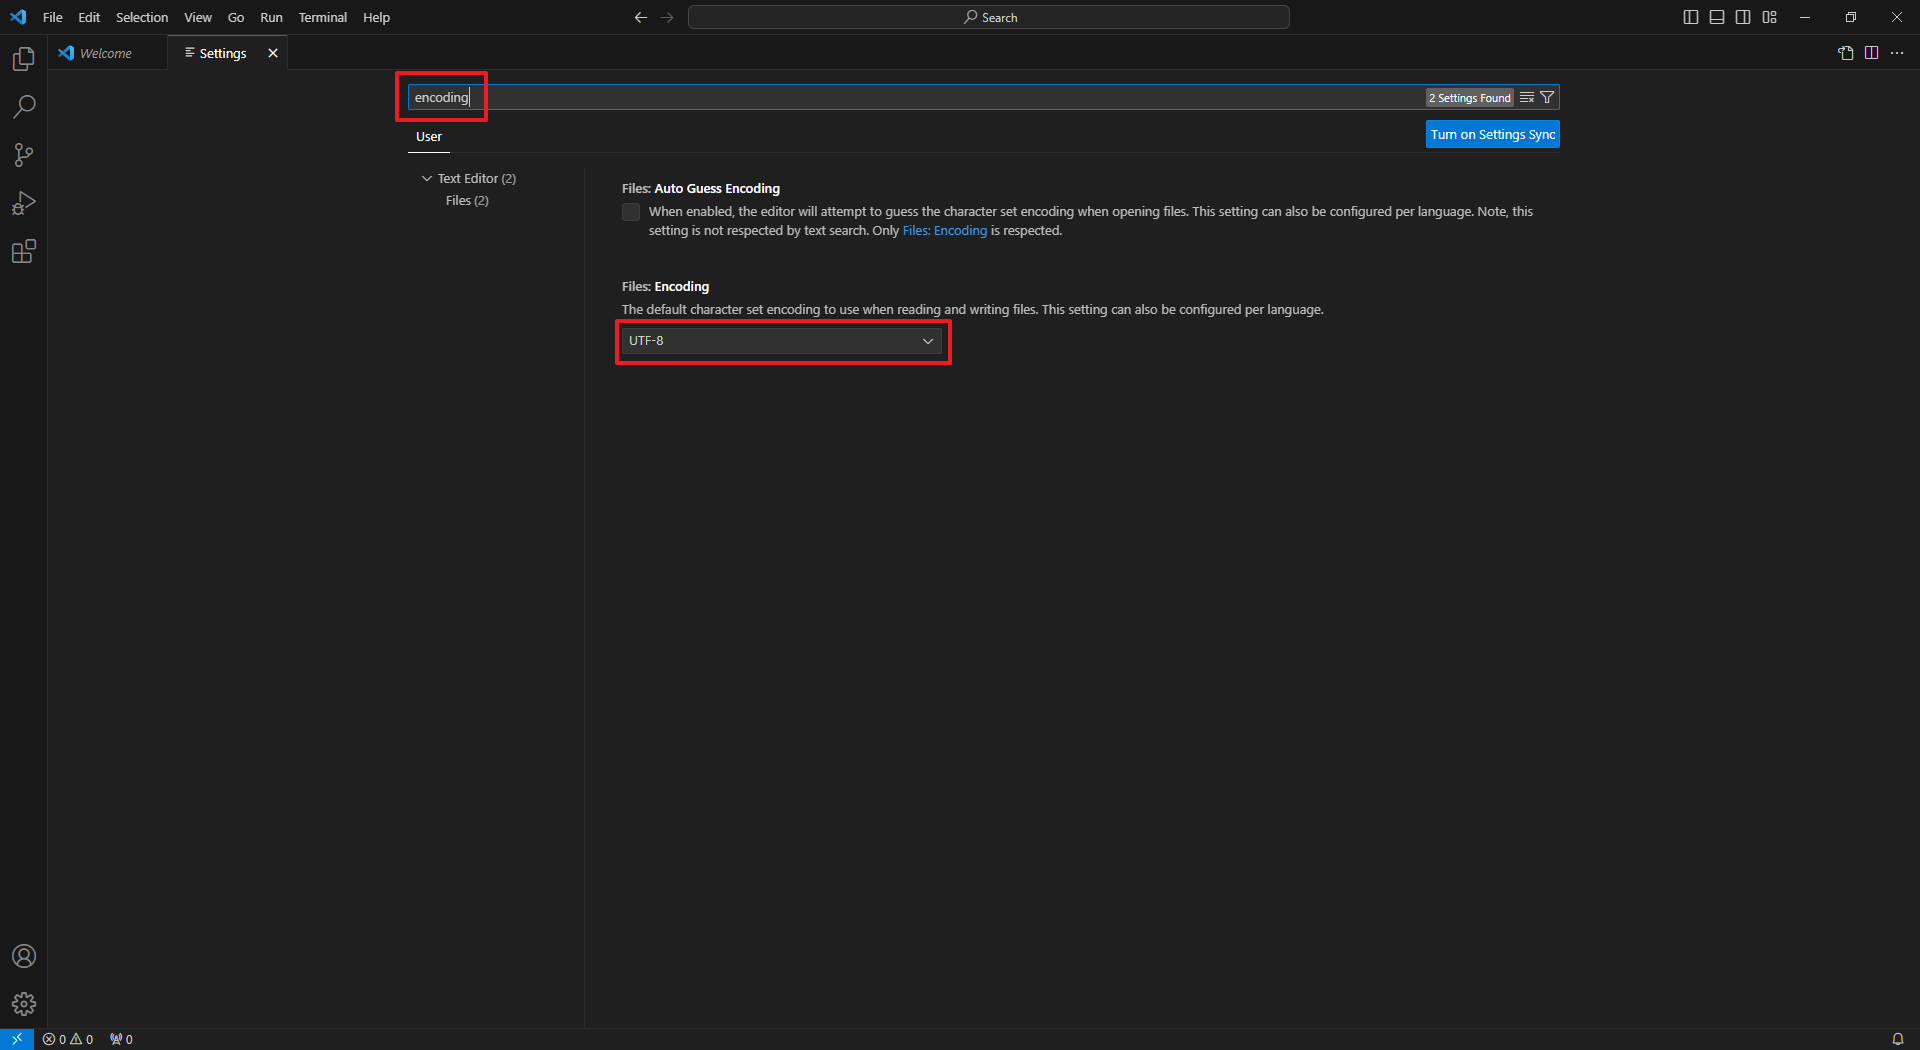 File Edit Selection View Go Run Terminal Help
Search
Welcome
Settings
encoding
2 Settings Found
User
Turn on Settings Sync
Text Editor (2)
Files (2)
Files: Auto Guess Encoding
When enabled, the editor will attempt to guess the character set encoding when opening files. This setting can also be configured per language. Note, this
setting is not respected by text search. Only Files: Encoding is respected.
Files: Encoding
The default character set encoding to use when reading and writing files. This setting can also be configured per language.
UTF-8
0 0 0